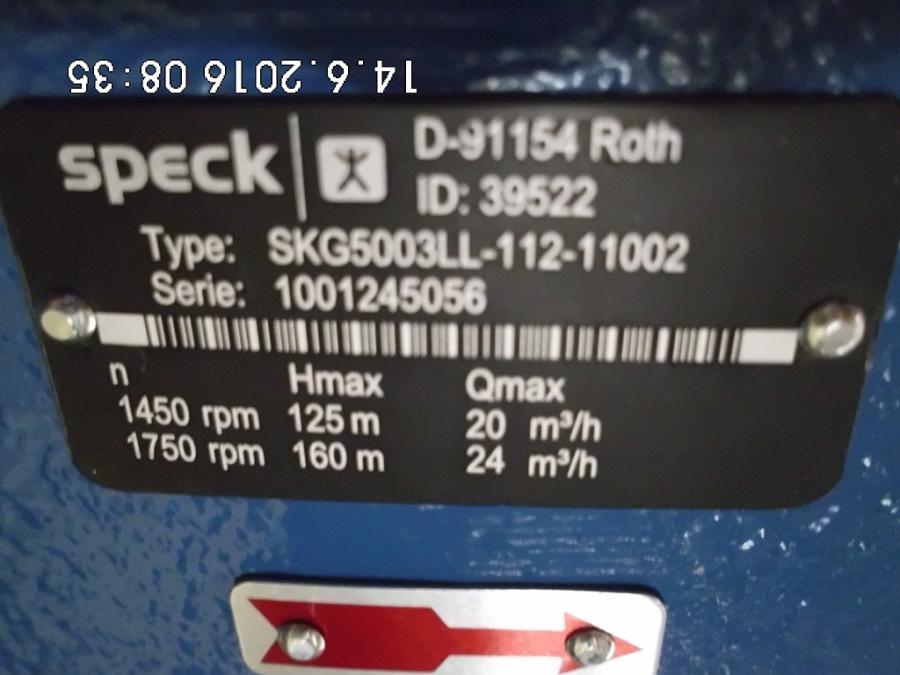 14.6.2016 08:35
speck
D-91154 Roth
ID: 39522
Type: SKG5003LL-112-11002
Serie: 1001245056
n Hmax Qmax
1450 rpm 125 m 20 m³/h
1750 rpm 160 m 24 m³/h